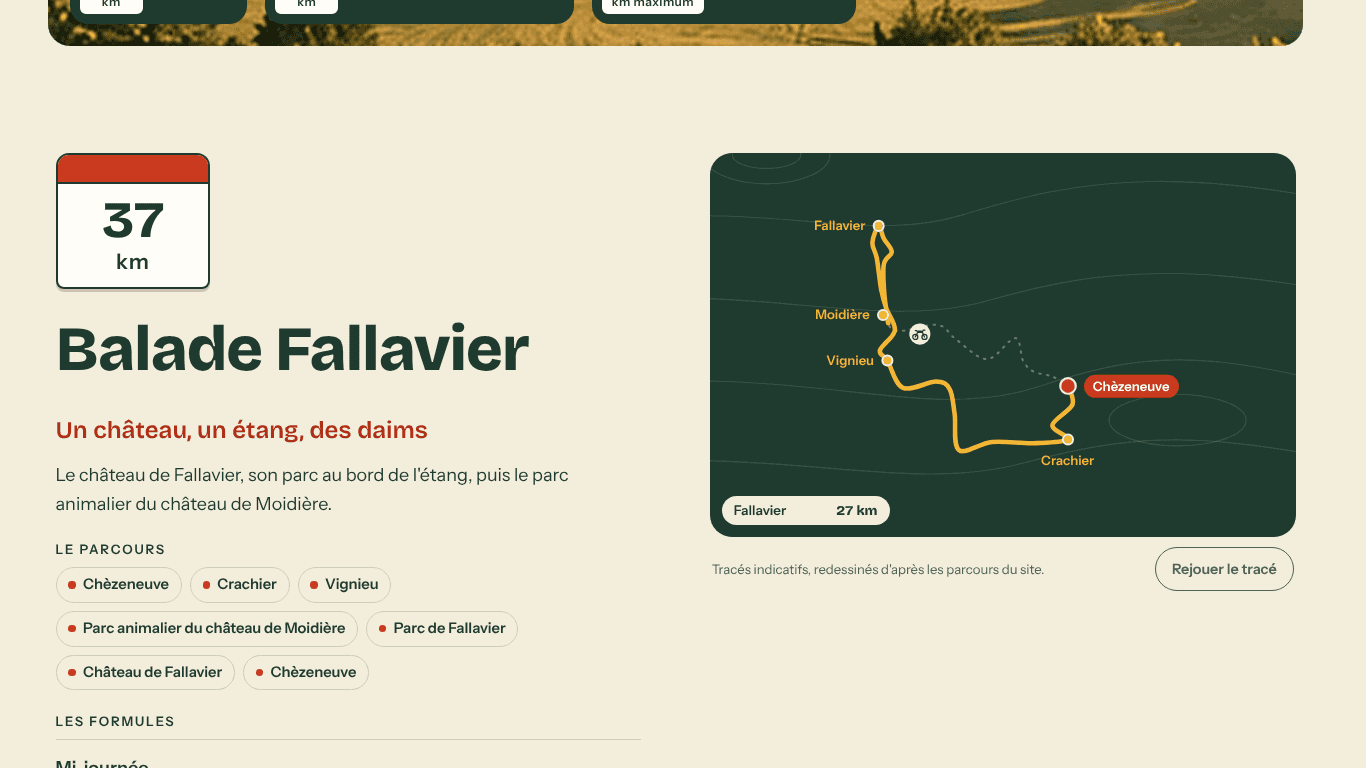 km
km
km maximum
37
km
Balade Fallavier
Un château, un étang, des daims
Le château de Fallavier, son parc au bord de l'étang, puis le parc
animalier du château de Moidière.
LE PARCOURS
Chèzeneuve
Crachier
Vignieu
Parc animalier du château de Moidière
Parc de Fallavier
Château de Fallavier
Chèzeneuve
LES FORMULES
Mi-journée
Fallavier
Moidière
Vignieu
Chèzeneuve
Crachier
Fallavier 27 km
Tracés indicatifs, redessinés d'après les parcours du site.
Rejouer le tracé